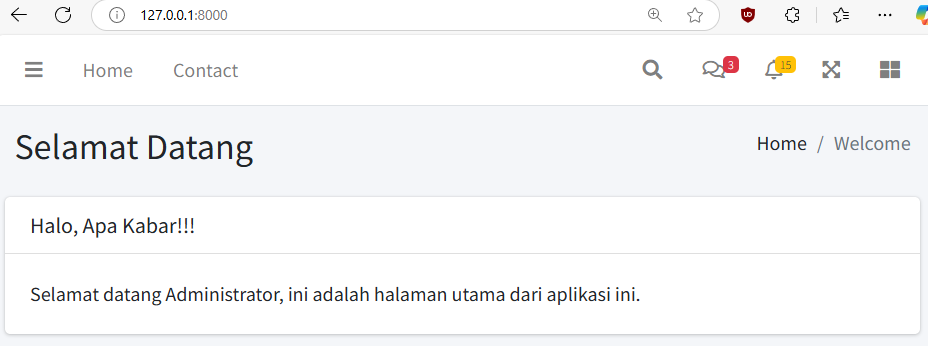 127.0.0.1:8000
Home Contact 3 15
Selamat Datang Home / Welcome
Halo, Apa Kabar!!!
Selamat datang Administrator, ini adalah halaman utama dari aplikasi ini.